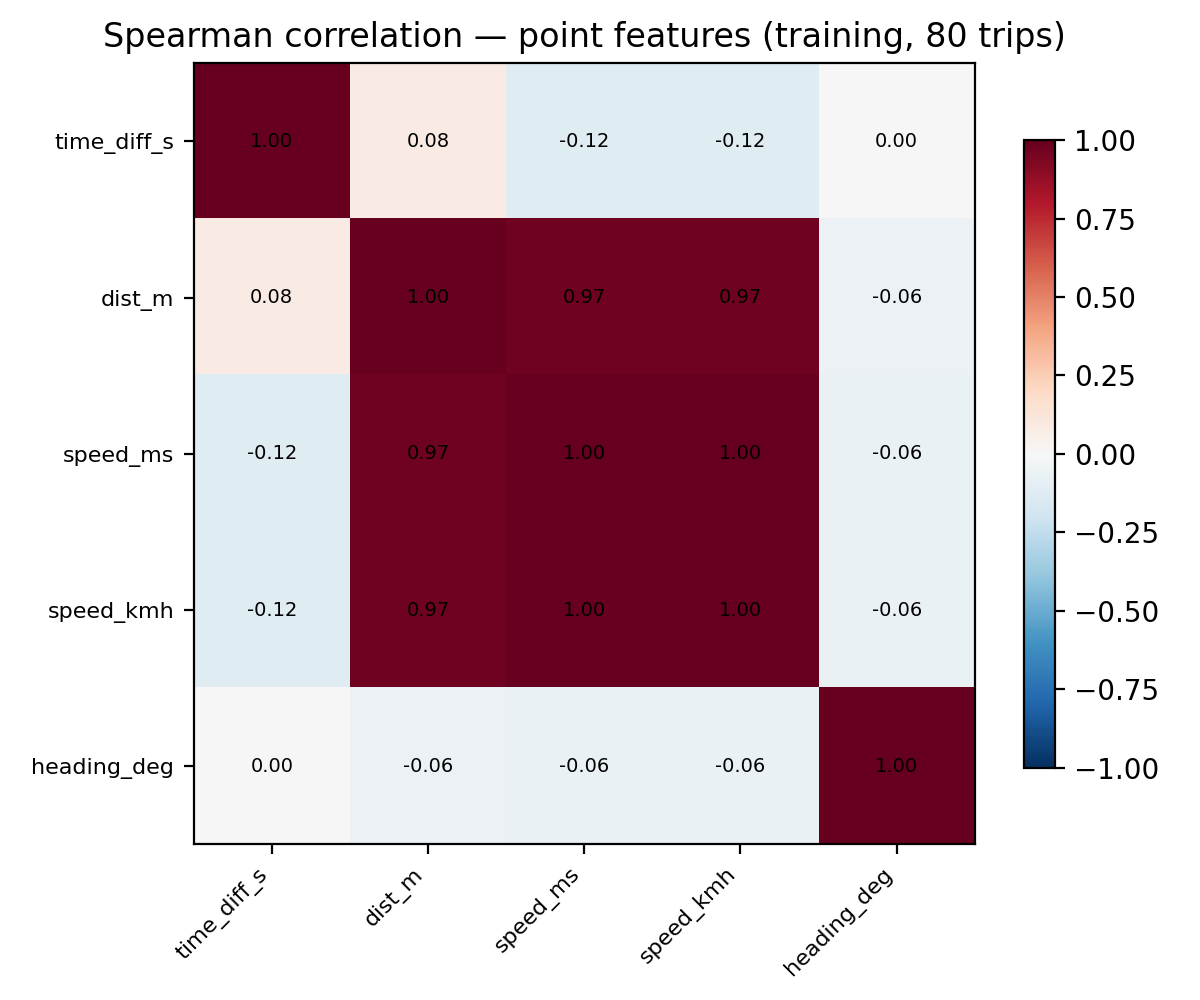 Spearman correlation — point features (training, 80 trips)
time_diff_s 1.00 0.08 -0.12 -0.12 0.00
dist_m 0.08 1.00 0.97 0.97 -0.06
speed_ms -0.12 0.97 1.00 1.00 -0.06
speed_kmh -0.12 0.97 1.00 1.00 -0.06
heading_deg 0.00 -0.06 -0.06 -0.06 1.00
time_diff_s dist_m speed_ms speed_kmh heading_deg
1.00
0.75
0.50
0.25
0.00
−0.25
−0.50
−0.75
−1.00